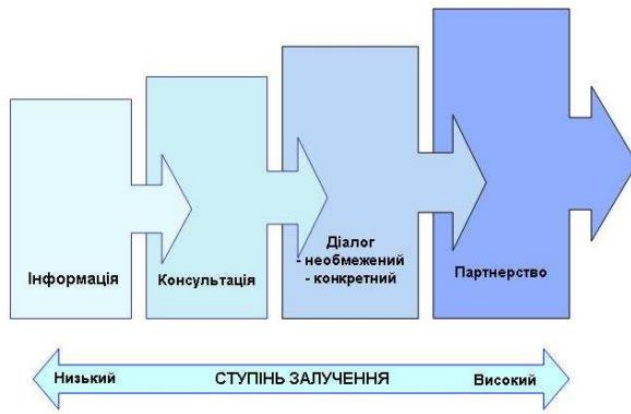 Інформація
Консультація
Діалог
- необмежений
- конкретний
Партнерство
Низький СТУПІНЬ ЗАЛУЧЕННЯ Високий